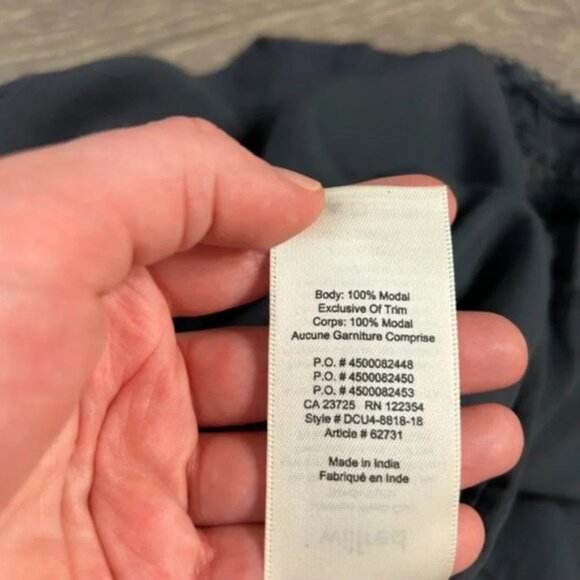 Body: 100% Modal
Exclusive Of Trim
Corps: 100% Modal
Aucune Garniture Comprise
P.O. # 4500082448
P.O. # 4500082450
P.O. # 4500082453
CA 23725 RN 122354
Style # DCU4-8818-18
Article # 62731
Made in India
Fabriqué en Inde
wilfred